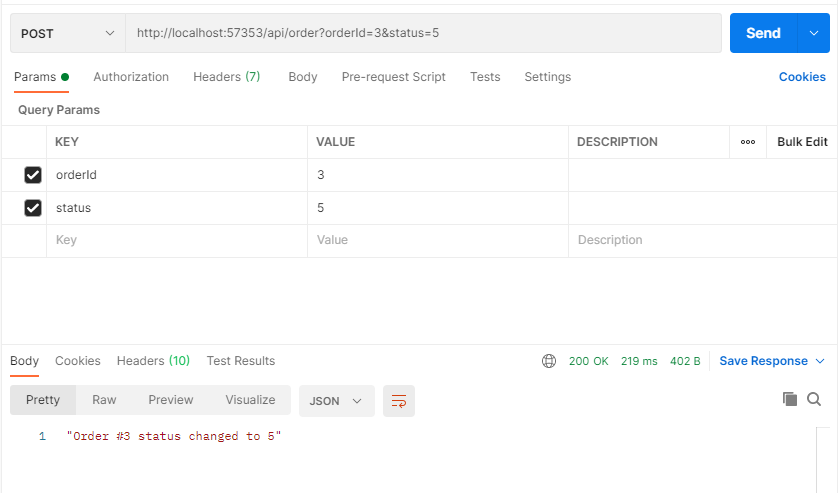 POST http://localhost:57353/api/order?orderId=3&status=5 Send
Params Authorization Headers (7) Body Pre-request Script Tests Settings Cookies
Query Params
KEY VALUE DESCRIPTION ooo Bulk Edit
orderId 3
status 5
Key Value Description
Body Cookies Headers (10) Test Results 200 OK 219 ms 402 B Save Response
Pretty Raw Preview Visualize JSON
1 "Order #3 status changed to 5"